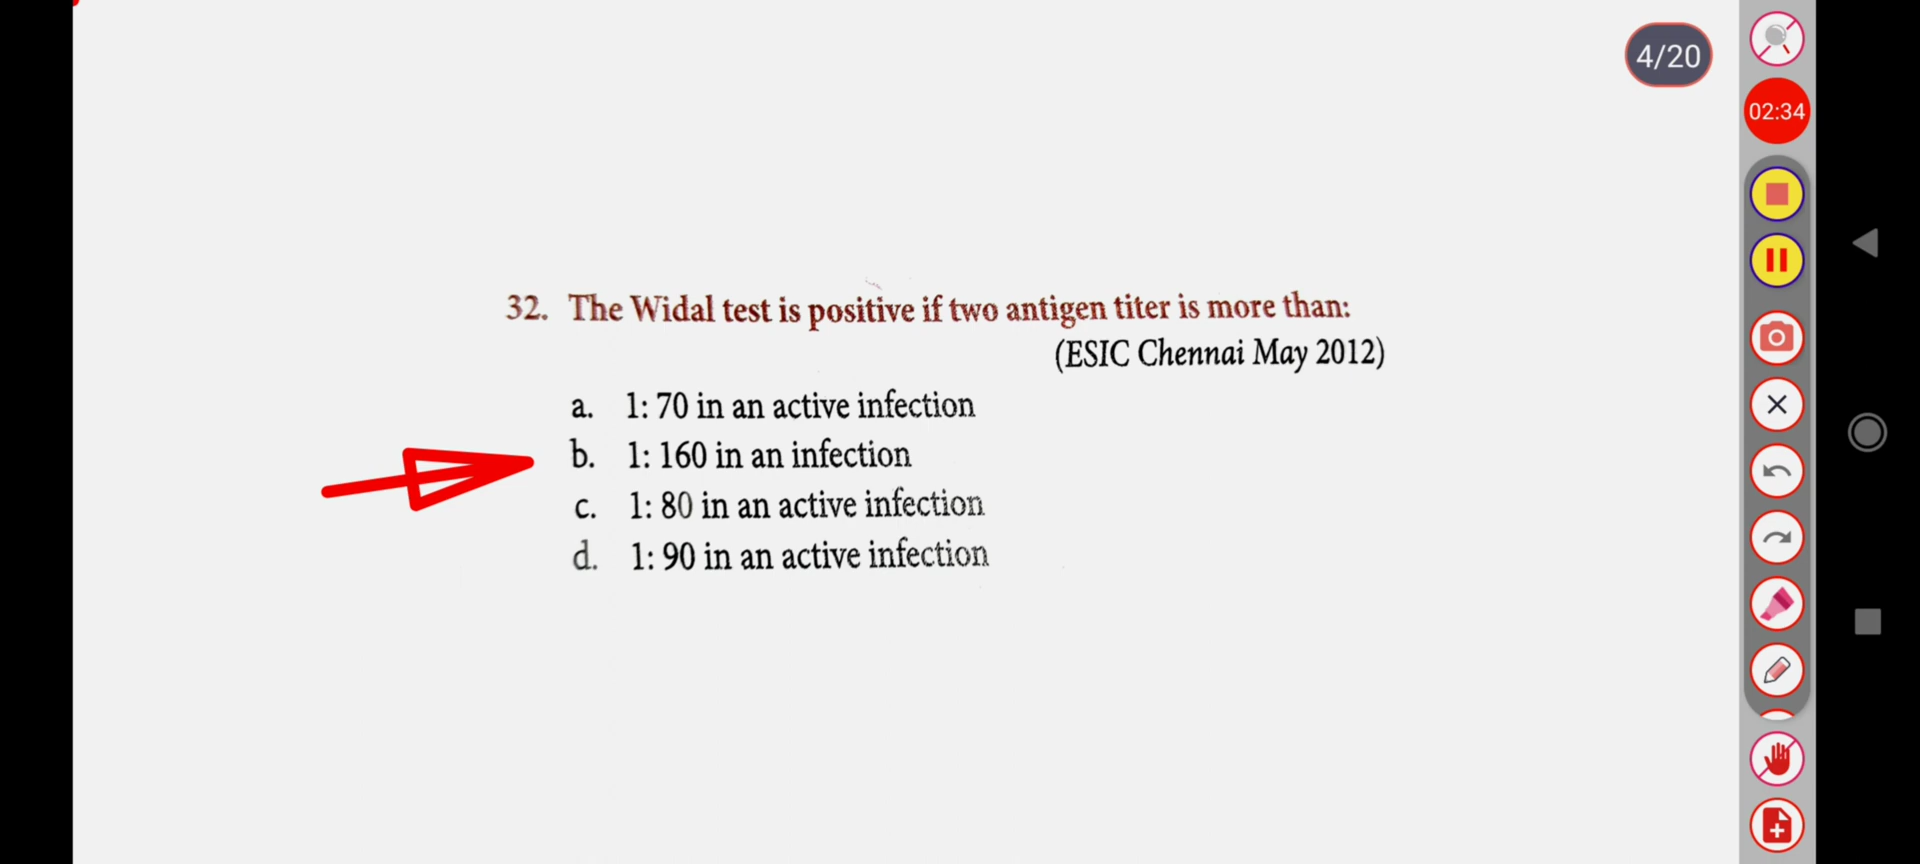 4/20
02:34
32. The Widal test is positive if two antigen titer is more than:
(ESIC Chennai May 2012)
a. 1: 70 in an active infection
b. 1: 160 in an infection
c. 1: 80 in an active infection
d. 1: 90 in an active infection